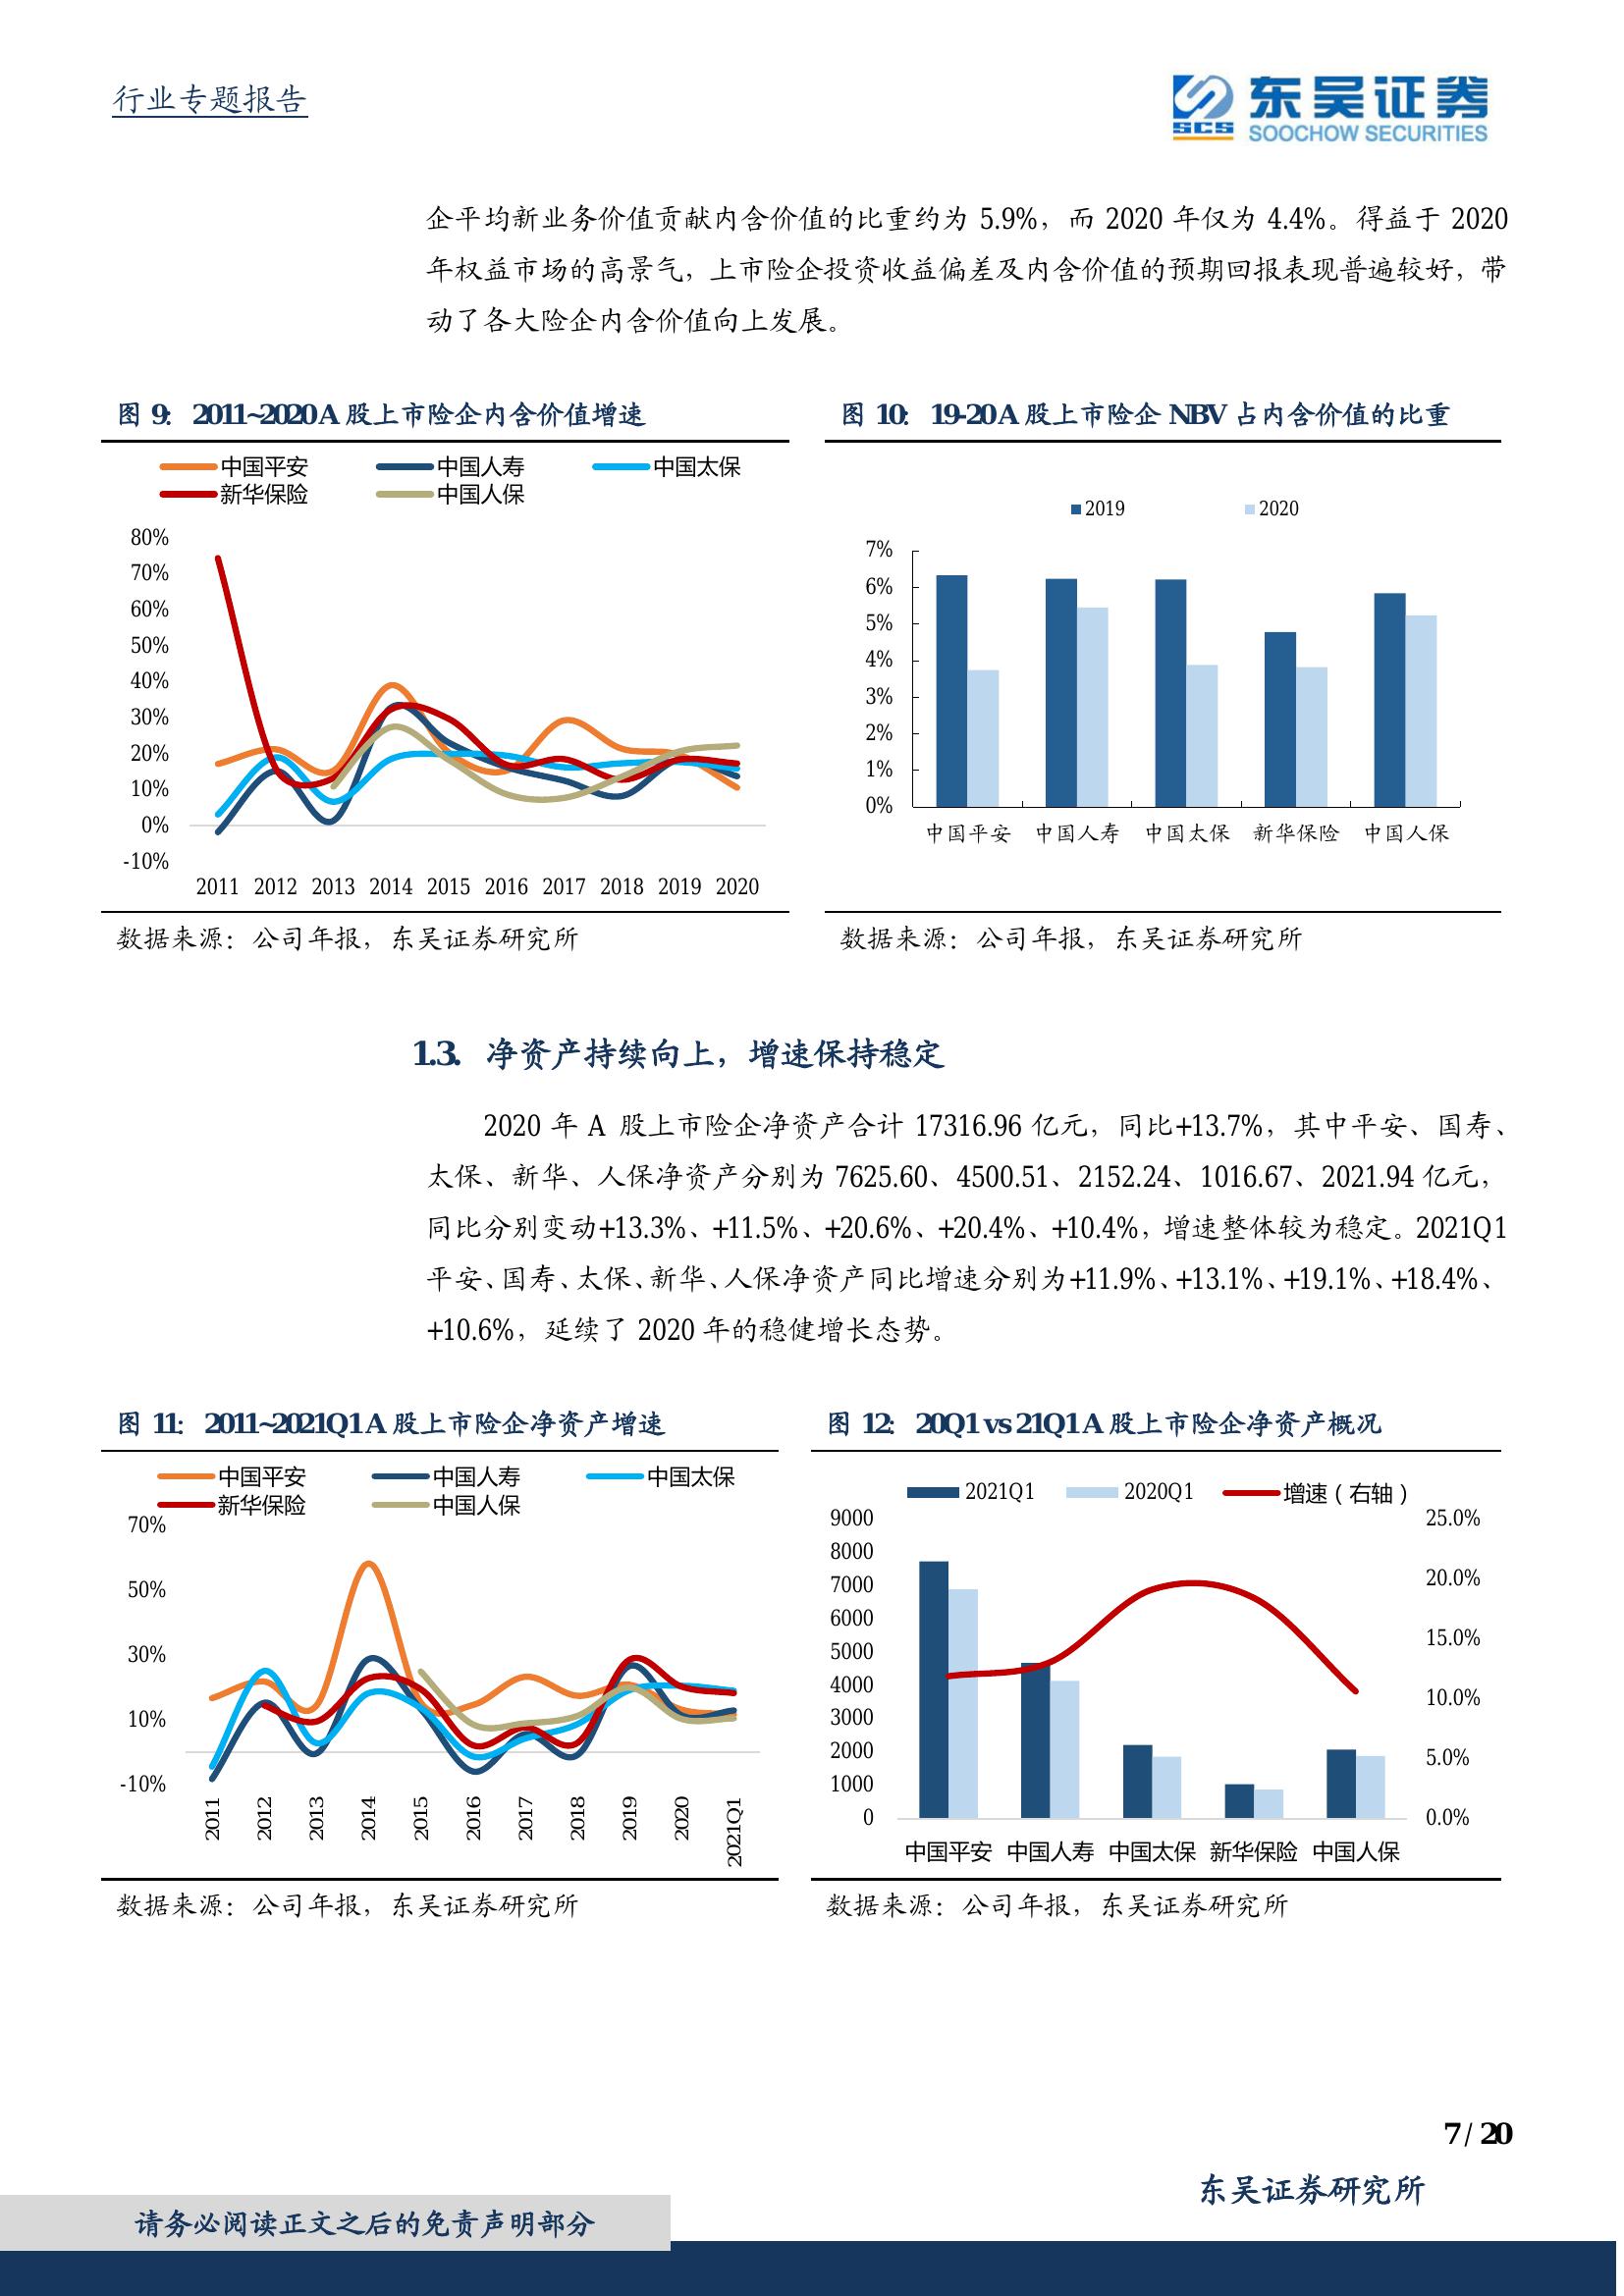 行业专题报告
东吴证券
SCS
SOOCHOW SECURITIES
企平均新业务价值贡献内含价值的比重约为 5.9%，而 2020 年仅为 4.4%。得益于 2020
年权益市场的高景气，上市险企投资收益偏差及内含价值的预期回报表现普遍较好，带
动了各大险企内含价值向上发展。
图 9： 2011~2020 A 股上市险企内含价值增速
中国平安 中国人寿 中国太保
新华保险 中国人保
80%
70%
60%
50%
40%
30%
20%
10%
0%
-10%
2011 2012 2013 2014 2015 2016 2017 2018 2019 2020
数据来源：公司年报，东吴证券研究所
图 10： 19-20 A 股上市险企 NBV 占内含价值的比重
2019 2020
7%
6%
5%
4%
3%
2%
1%
0%
中国平安 中国人寿 中国太保 新华保险 中国人保
数据来源：公司年报，东吴证券研究所
1.3. 净资产持续向上，增速保持稳定
2020 年 A 股上市险企净资产合计 17316.96 亿元，同比+13.7%，其中平安、国寿、
太保、新华、人保净资产分别为 7625.60、4500.51、2152.24、1016.67、2021.94 亿元，
同比分别变动+13.3%、+11.5%、+20.6%、+20.4%、+10.4%，增速整体较为稳定。2021Q1
平安、国寿、太保、新华、人保净资产同比增速分别为+11.9%、+13.1%、+19.1%、+18.4%、
+10.6%，延续了 2020 年的稳健增长态势。
图 11： 2011~2021Q1 A 股上市险企净资产增速
中国平安 中国人寿 中国太保
新华保险 中国人保
70%
50%
30%
10%
-10%
2011 2012 2013 2014 2015 2016 2017 2018 2019 2020 2021Q1
数据来源：公司年报，东吴证券研究所
图 12： 20Q1 vs 21Q1 A 股上市险企净资产概况
2021Q1 2020Q1 增速（右轴）
9000
8000
7000
6000
5000
4000
3000
2000
1000
0
25.0%
20.0%
15.0%
10.0%
5.0%
0.0%
中国平安 中国人寿 中国太保 新华保险 中国人保
数据来源：公司年报，东吴证券研究所
7 / 20
东吴证券研究所
请务必阅读正文之后的免责声明部分